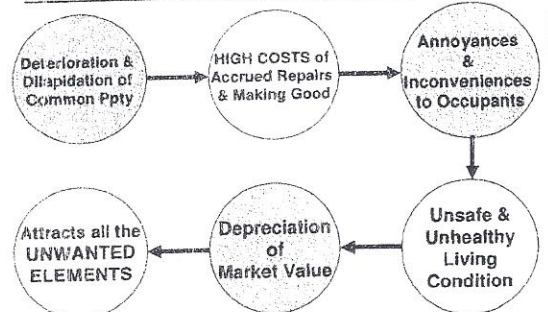 Deterioration &
Dilapidation of
Common Ppty
HIGH COSTS of
Accrued Repairs
& Making Good
Annoyances
&
Inconveniences
to Occupants
Unsafe &
Unhealthy
Living
Condition
Depreciation
of
Market Value
Attracts all the
UNWANTED
ELEMENTS